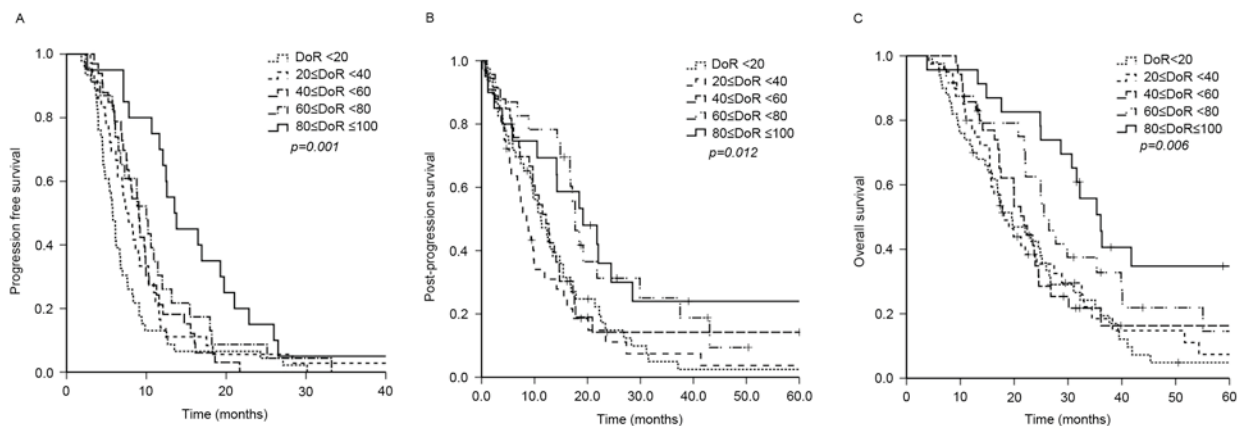 A
DoR <20
20≤DoR <40
40≤DoR <60
60≤DoR <80
80≤DoR ≤100
p=0.001
Progression free survival
1.0
0.8
0.6
0.4
0.2
0.0
0 10 20 30 40
Time (months)
B
DoR <20
20≤DoR <40
40≤DoR <60
60≤DoR <80
80≤DoR ≤100
p=0.012
Post-progression survival
1.0
0.8
0.6
0.4
0.2
0.0
0.0 10.0 20.0 30.0 40.0 50.0 60.0
Time (months)
C
DoR<20
20≤DoR <40
40≤DoR <60
60≤DoR <80
80≤DoR≤100
p=0.006
Overall survival
1.0
0.8
0.6
0.4
0.2
0.0
0 10 20 30 40 50 60
Time (months)